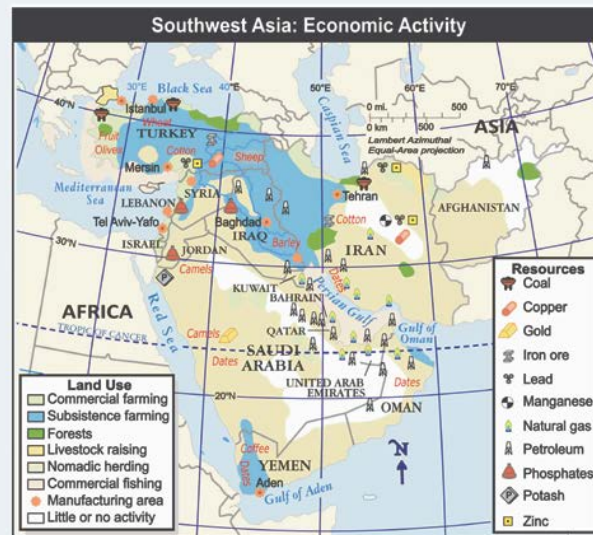 Southwest Asia: Economic Activity
30°E
40°E
50°E
60°E
70°E
Black Sea
40°N
40°N
Istanbul
Caspian Sea
0 mi.
500
0 km
500
Lambert Azimuthal
Equal-Area projection
ASIA
Wheat
TURKEY
Fruit
Olives
Cotton
Sheep
Mersin
Mediterranean
Sea
SYRIA
LEBANON
Tehran
AFGHANISTAN
Tel Aviv-Yafo
Baghdad
IRAQ
Cotton
IRAN
ISRAEL
JORDAN
Barley
30°N
30°N
Camels
KUWAIT
Dates
BAHRAIN
Persian Gulf
AFRICA
Red Sea
QATAR
Gulf of
Oman
TROPIC OF CANCER
Camels
SAUDI
ARABIA
Dates
UNITED ARAB
EMIRATES
Dates
20°N
OMAN
Coffee
Dates
YEMEN
Aden
Gulf of Aden
N
Land Use
Commercial farming
Subsistence farming
Forests
Livestock raising
Nomadic herding
Commercial fishing
Manufacturing area
Little or no activity
Resources
Coal
Copper
Gold
Iron ore
Lead
Manganese
Natural gas
Petroleum
Phosphates
P
Potash
Zinc